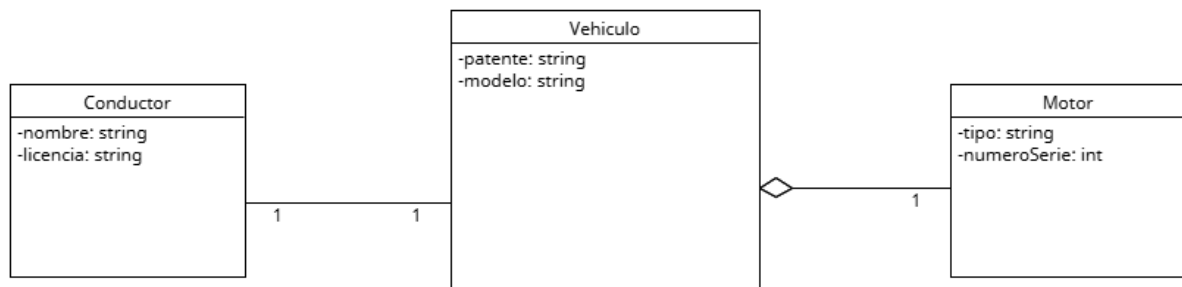 Vehiculo
-patente: string
-modelo: string
Conductor
-nombre: string
-licencia: string
Motor
-tipo: string
-numeroSerie: int
1
1
1